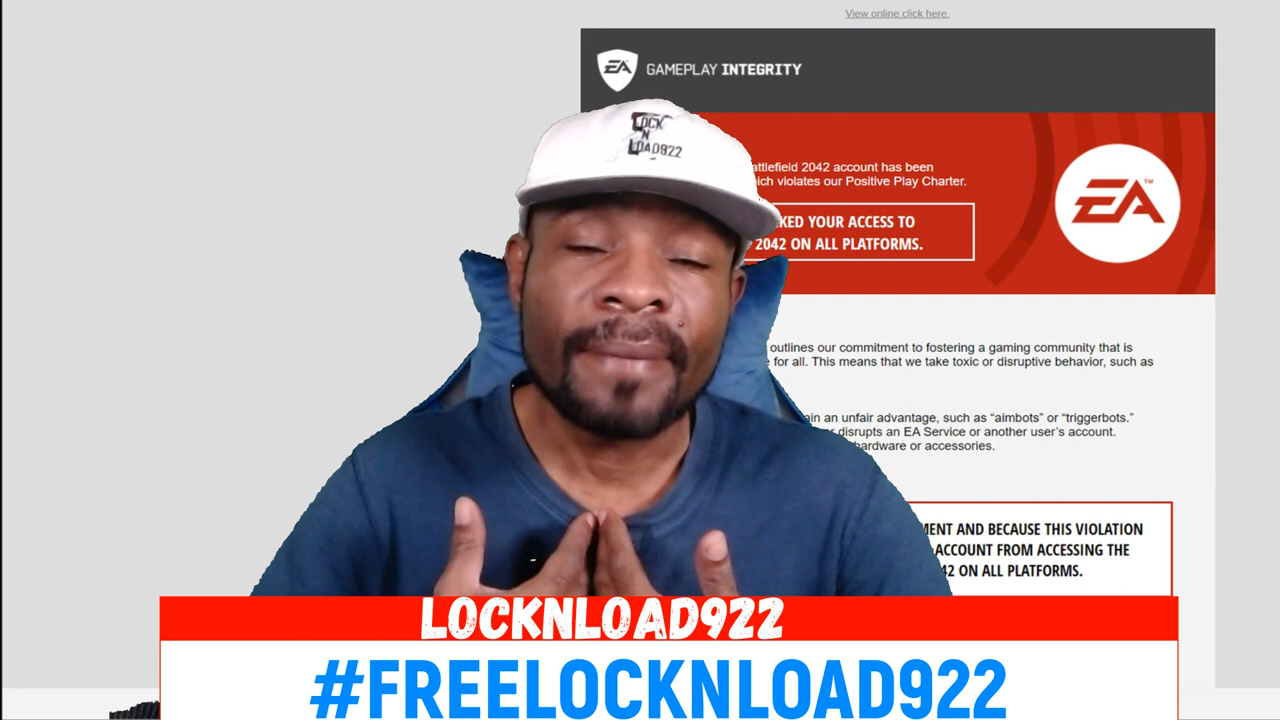 View online click here.
EA GAMEPLAY INTEGRITY
LOCK
N
LOAD922
attlefield 2042 account has been
ich violates our Positive Play Charter.
EA™
KED YOUR ACCESS TO
2042 ON ALL PLATFORMS.
outlines our commitment to fostering a gaming community that is
for all. This means that we take toxic or disruptive behavior, such as
ain an unfair advantage, such as “aimbots” or “triggerbots.”
r disrupts an EA Service or another user’s account.
hardware or accessories.
MENT AND BECAUSE THIS VIOLATION
ACCOUNT FROM ACCESSING THE
42 ON ALL PLATFORMS.
LOCKNLOAD922
#FREELOCKNLOAD922